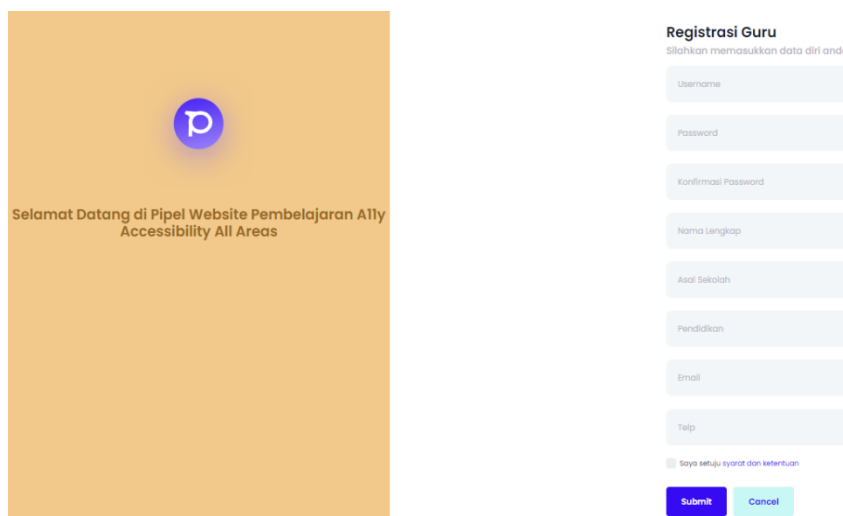 Selamat Datang di Pipel Website Pembelajaran A11y
Accessibility All Areas
Registrasi Guru
Silahkan memasukkan data diri
Username
Password
Konfirmasi Password
Nama Lengkap
Asal Sekolah
Pendidikan
Email
Telp
Saya setuju syarat dan ketentuan
Submit
Cancel